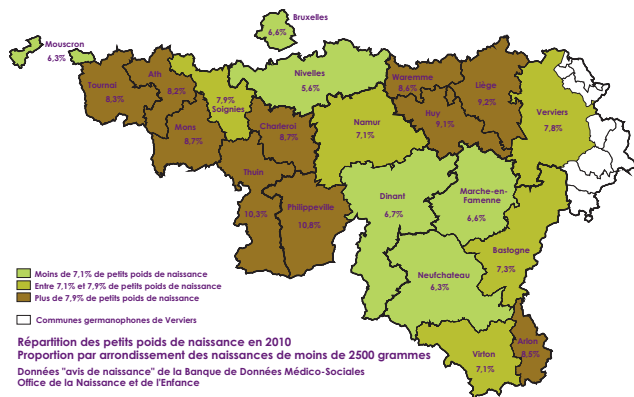 Bruxelles
6,6%
Mouscron
6,3%
Tournai
8,3%
Ath
8,2%
7,9%
Soignies
Nivelles
5,6%
Waremme
8,6%
Liège
9,2%
Verviers
7,8%
Mons
8,7%
Charleroi
8,7%
Namur
7,1%
Huy
9,1%
Thuin
10,3%
Philippeville
10,8%
Dinant
6,7%
Marche-en-
Famenne
6,6%
Bastogne
7,3%
Neufchateau
6,3%
Virton
7,1%
Arlon
8,5%
Moins de 7,1% de petits poids de naissance
Entre 7,1% et 7,9% de petits poids de naissance
Plus de 7,9% de petits poids de naissance
Communes germanophones de Verviers
Répartition des petits poids de naissance en 2010
Proportion par arrondissement des naissances de moins de 2500 grammes
Données "avis de naissance" de la Banque de Données Médico-Sociales
Office de la Naissance et de l'Enfance